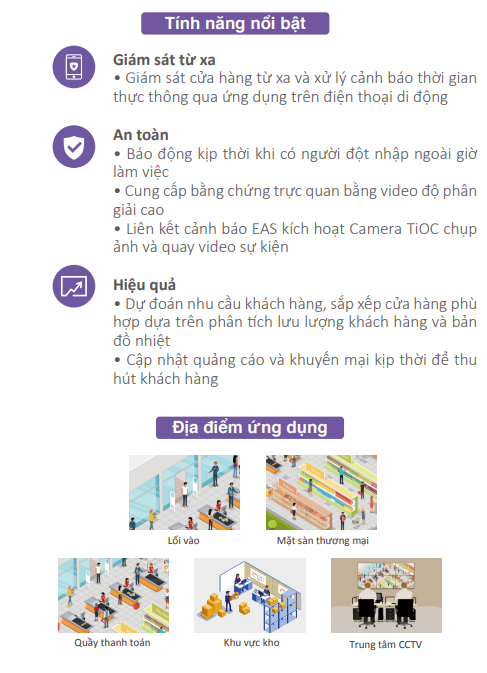 Tính năng nổi bật
Giám sát từ xa
• Giám sát cửa hàng từ xa và xử lý cảnh báo thời gian
thực thông qua ứng dụng trên điện thoại di động
An toàn
• Báo động kịp thời khi có người đột nhập ngoài giờ
làm việc
• Cung cấp bằng chứng trực quan bằng video độ phân
giải cao
• Liên kết cảnh báo EAS kích hoạt Camera TiOC chụp
ảnh và quay video sự kiện
Hiệu quả
• Dự đoán nhu cầu khách hàng, sắp xếp cửa hàng phù
hợp dựa trên phân tích lưu lượng khách hàng và bản
đồ nhiệt
• Cập nhật quảng cáo và khuyến mại kịp thời để thu
hút khách hàng
Địa điểm ứng dụng
Lối vào
Mặt sàn thương mại
Quầy thanh toán
Khu vực kho
Trung tâm CCTV